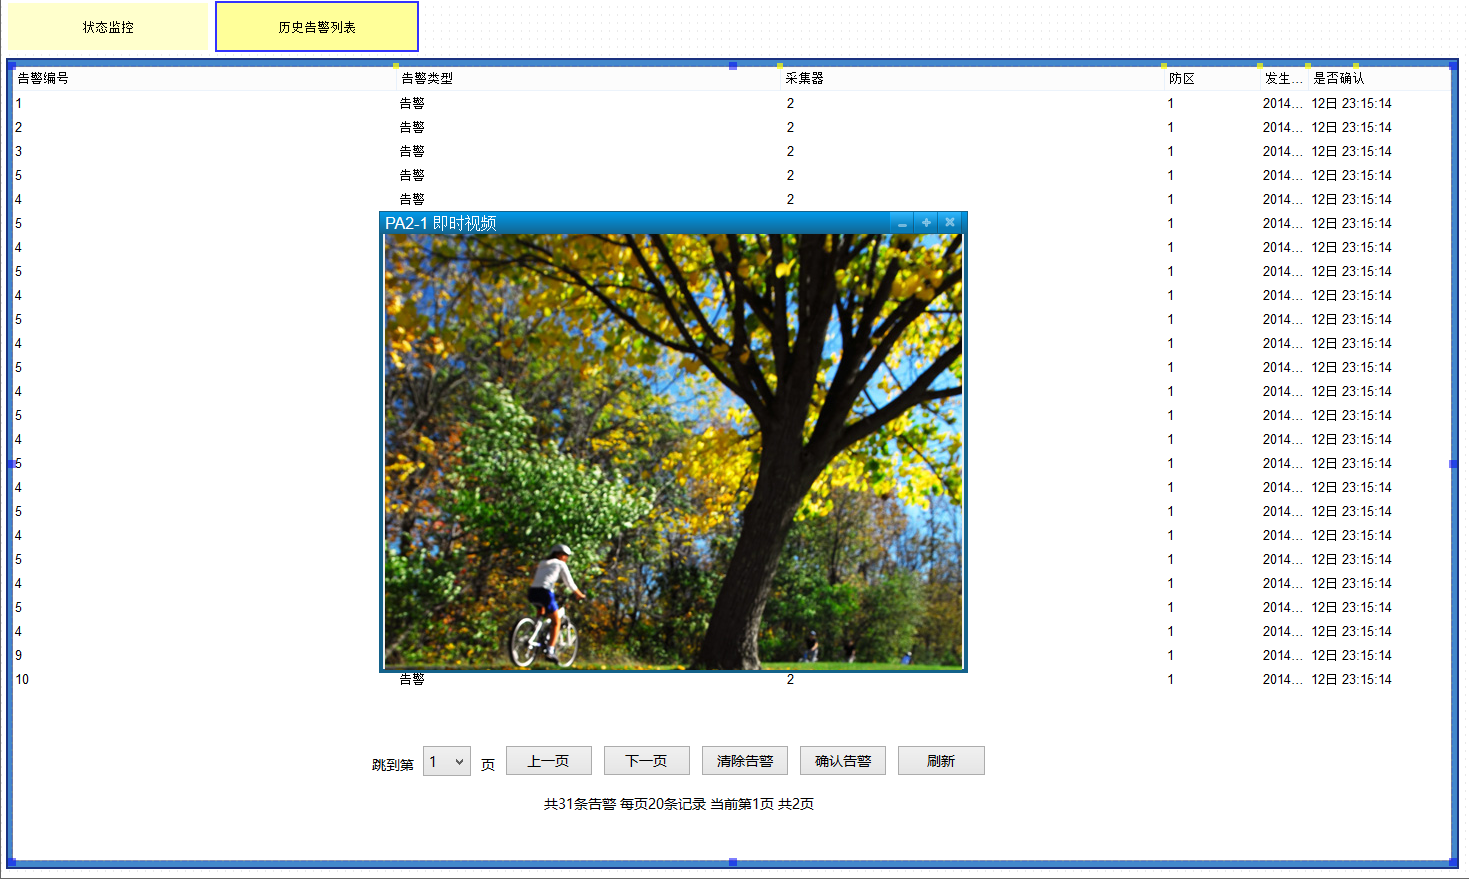 状态监控 历史告警列表
告警编号 告警类型 采集器 防区 发生... 是否确认
1 告警 2 1 2014... 12日 23:15:14
2 告警 2 1 2014... 12日 23:15:14
3 告警 2 1 2014... 12日 23:15:14
5 告警 2 1 2014... 12日 23:15:14
4 告警 2 1 2014... 12日 23:15:14
PA2-1 即时视频
5 1 2014... 12日 23:15:14
4 1 2014... 12日 23:15:14
5 1 2014... 12日 23:15:14
4 1 2014... 12日 23:15:14
5 1 2014... 12日 23:15:14
4 1 2014... 12日 23:15:14
5 1 2014... 12日 23:15:14
4 1 2014... 12日 23:15:14
5 1 2014... 12日 23:15:14
4 1 2014... 12日 23:15:14
5 1 2014... 12日 23:15:14
4 1 2014... 12日 23:15:14
5 1 2014... 12日 23:15:14
4 1 2014... 12日 23:15:14
5 1 2014... 12日 23:15:14
4 1 2014... 12日 23:15:14
5 1 2014... 12日 23:15:14
4 1 2014... 12日 23:15:14
9 1 2014... 12日 23:15:14
10 告警 2 1 2014... 12日 23:15:14
跳到第 1 页 上一页 下一页 清除告警 确认告警 刷新
共31条告警 每页20条记录 当前第1页 共2页